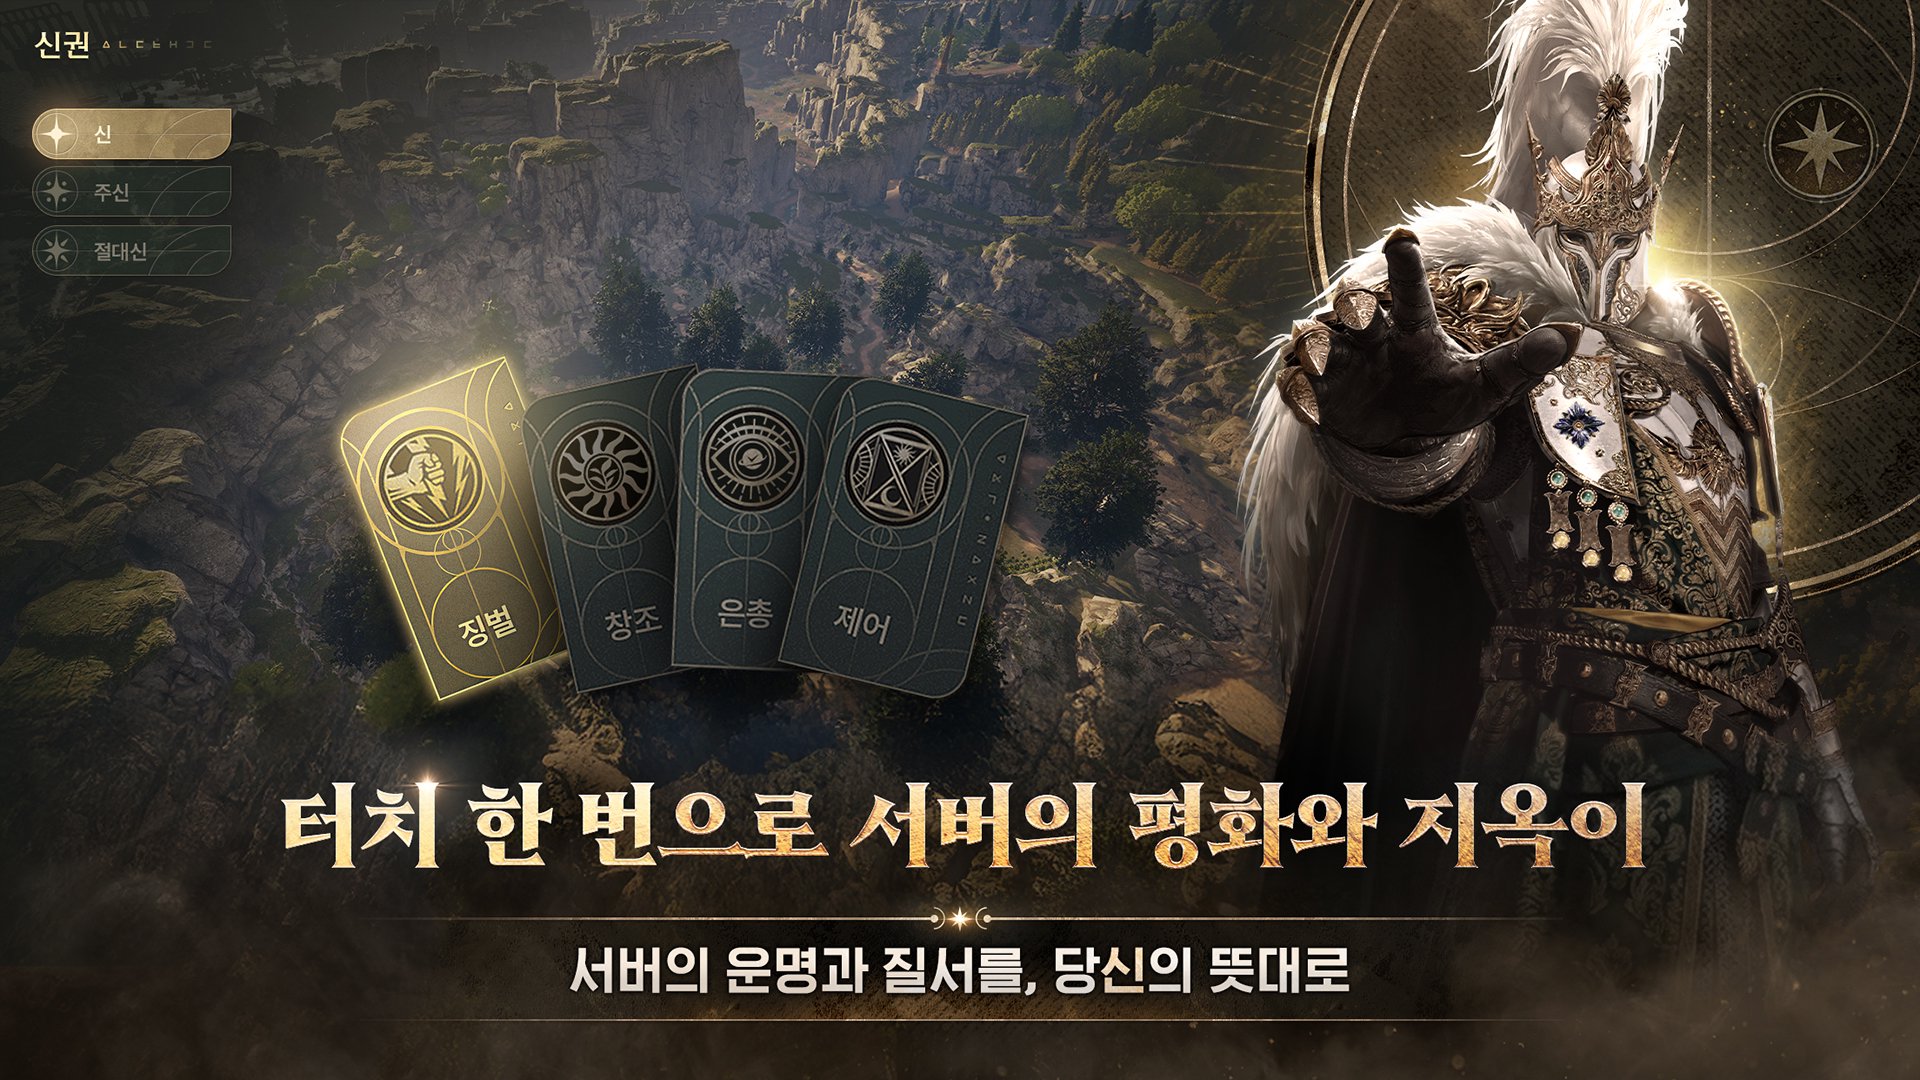 신권
신
주신
절대신
징벌
창조
은총
제어
터치 한 번으로 서버의 평화와 지옥이
서버의 운명과 질서를, 당신의 뜻대로